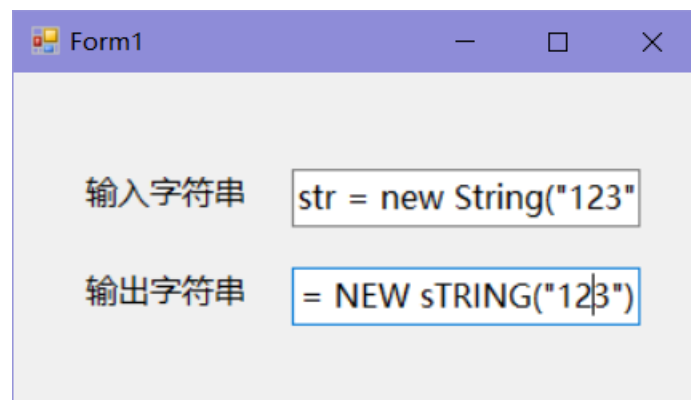 Form1
输入字符串 str = new String("123"
输出字符串 = NEW sTRING("123")